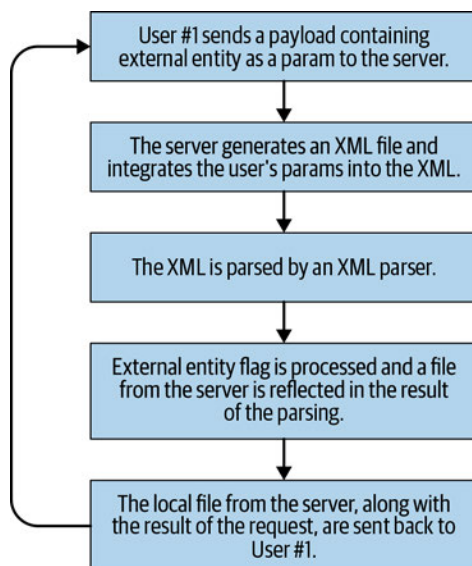 User #1 sends a payload containing
external entity as a param to the server.
The server generates an XML file and
integrates the user's params into the XML.
The XML is parsed by an XML parser.
External entity flag is processed and a file
from the server is reflected in the result
of the parsing.
The local file from the server, along with
the result of the request, are sent back to
User #1.